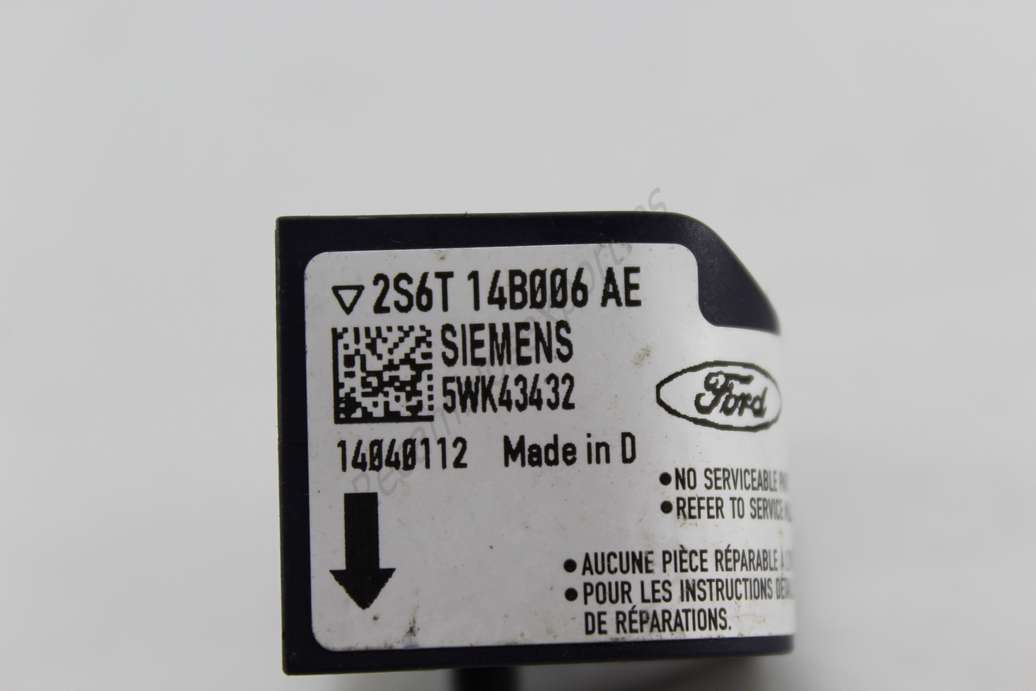 2S6T 14B006 AE
SIEMENS
5WK43432
Ford
14040112 Made in D
• NO SERVICEABLE
• REFER TO SERVICE
• AUCUNE PIÈCE RÉPARABLE
• POUR LES INSTRUCTIONS
DE RÉPARATIONS.